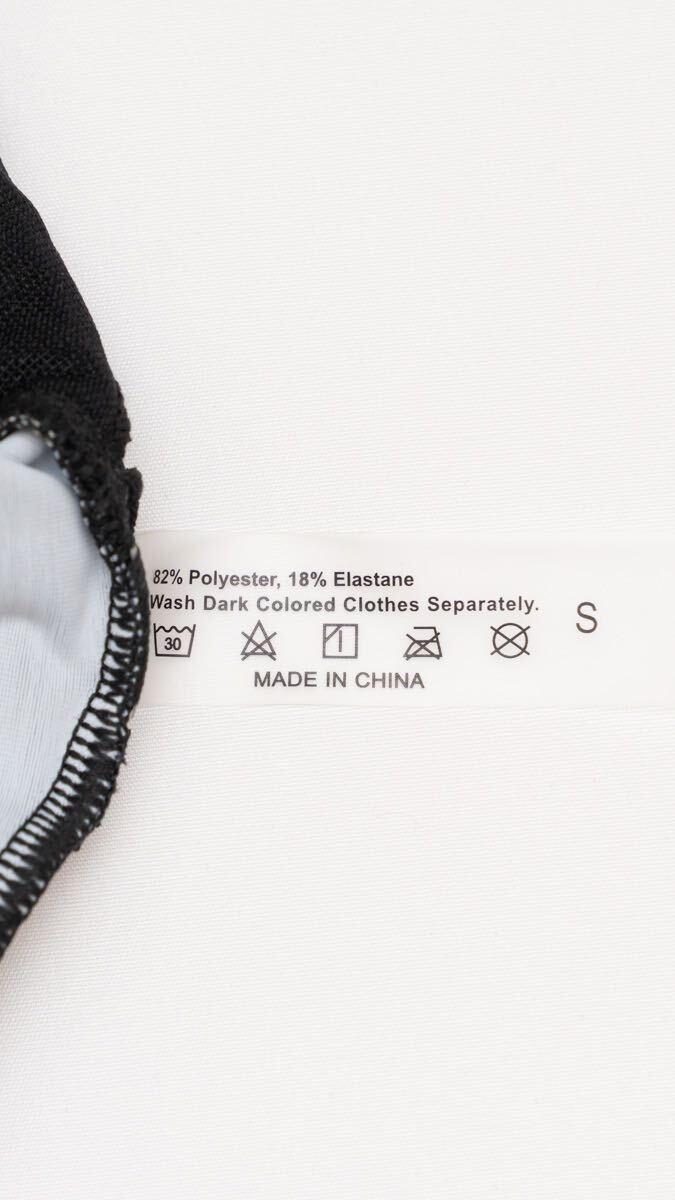 82% Polyester, 18% Elastane
Wash Dark Colored Clothes Separately.
S
30
MADE IN CHINA